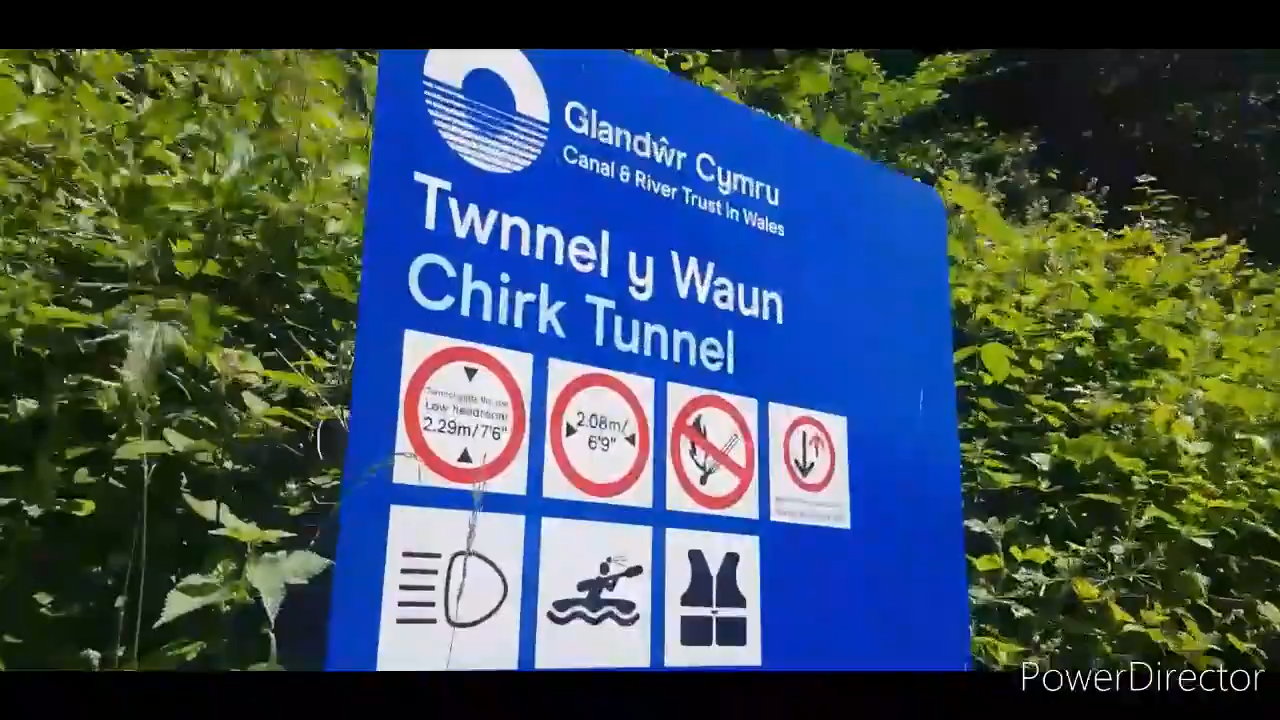 Glandŵr Cymru
Canal & River Trust in Wales
Twnnel y Waun
Chirk Tunnel
Low headroom
2.29m/7'6"
2.08m/
6'9"
PowerDirector